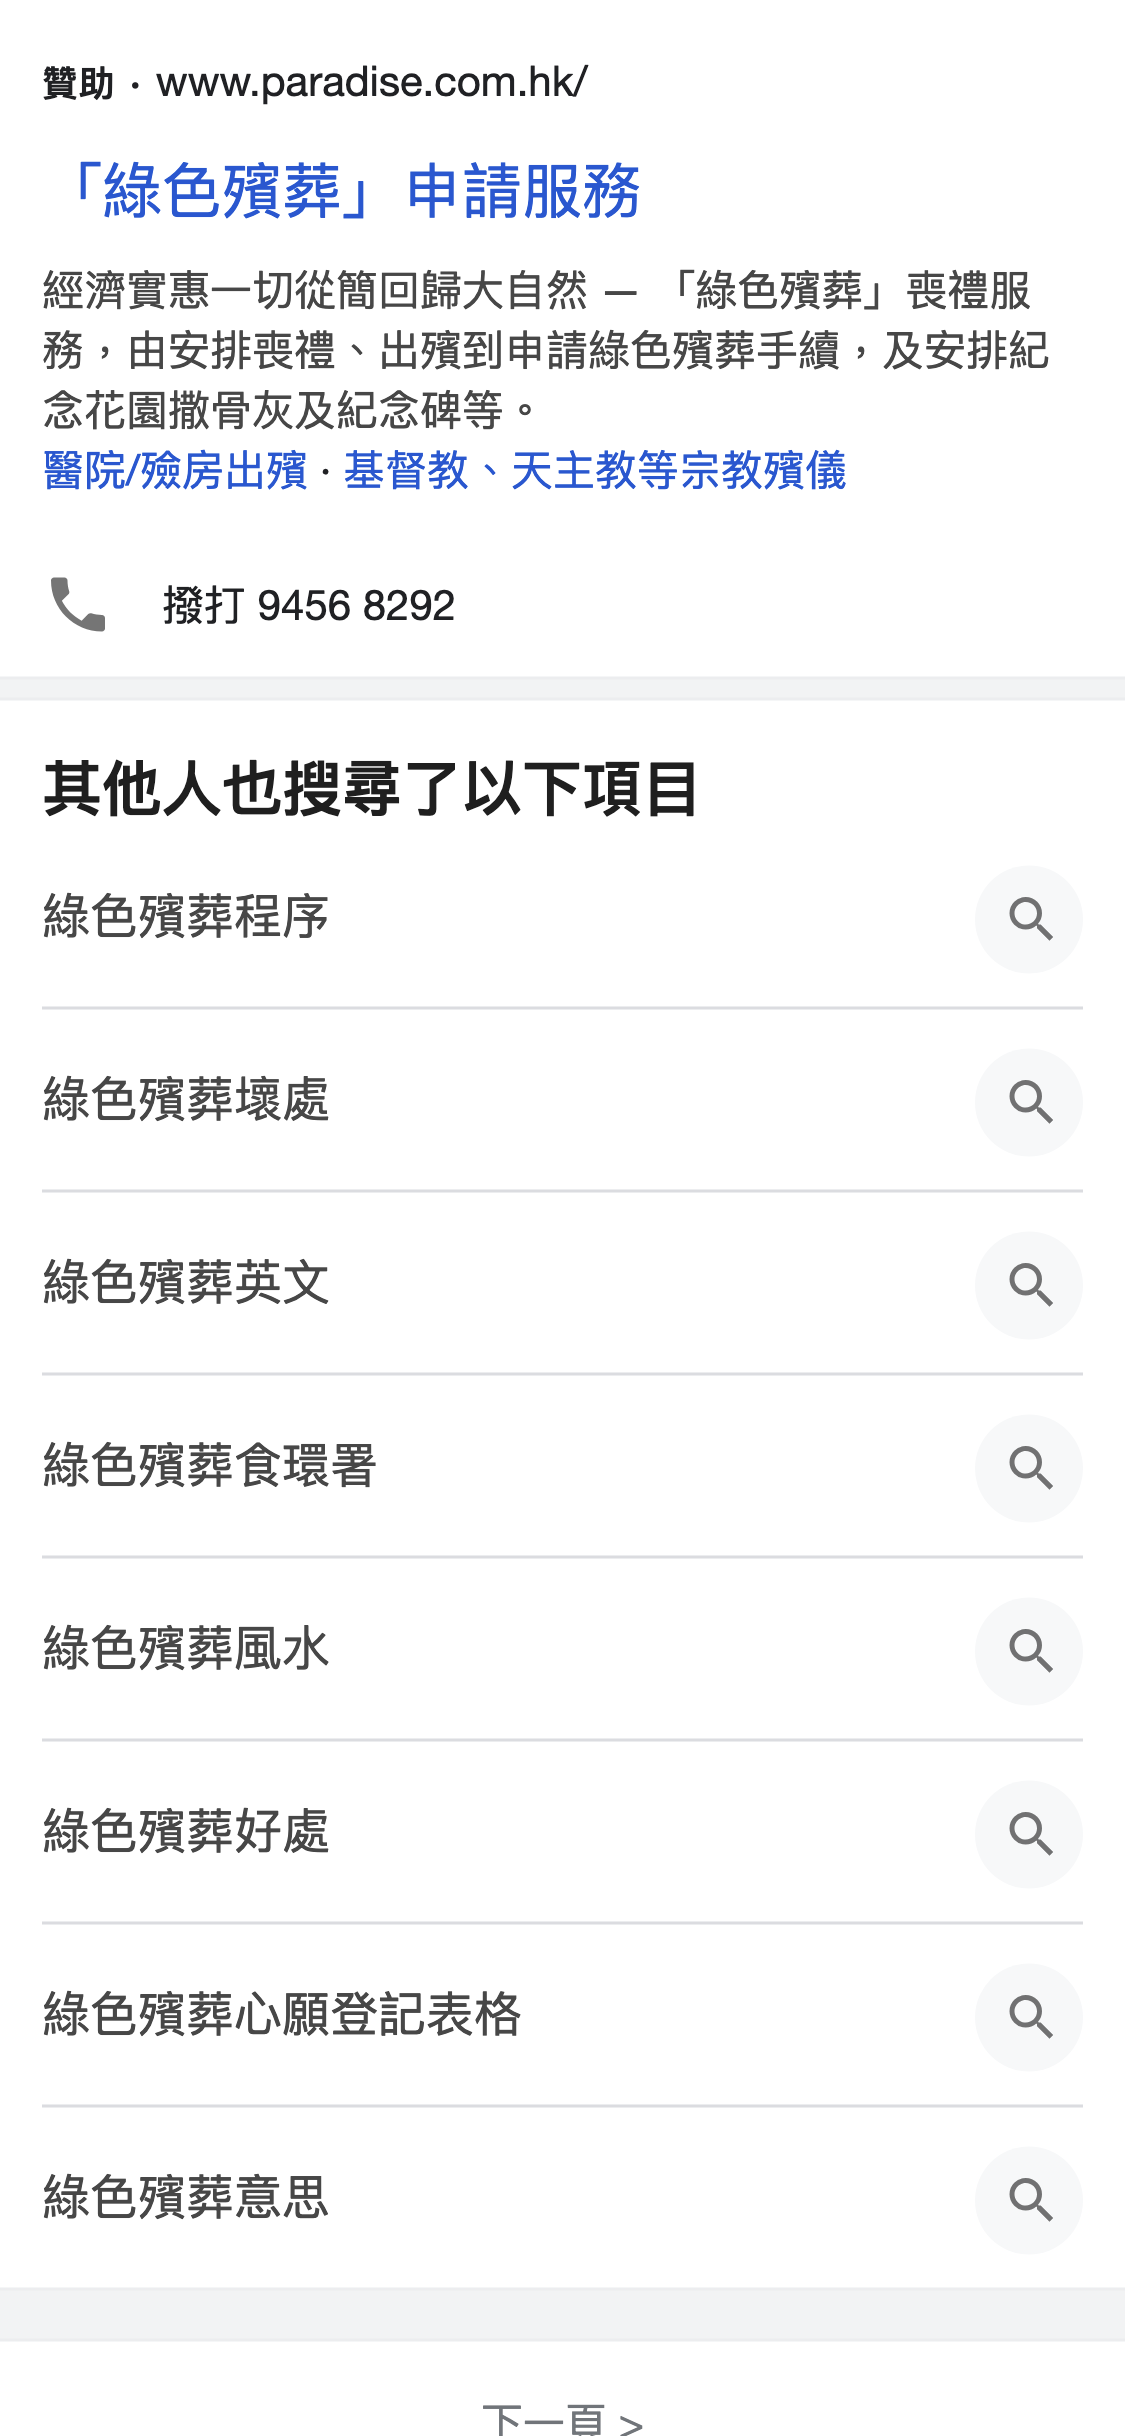 贊助 · www.paradise.com.hk/
「綠色殯葬」申請服務
經濟實惠一切從簡回歸大自然 — 「綠色殯葬」喪禮服
務，由安排喪禮、出殯到申請綠色殯葬手續，及安排紀
念花園撒骨灰及紀念碑等。
醫院/殮房出殯 · 基督教、天主教等宗教殯儀
撥打 9456 8292
其他人也搜尋了以下項目
綠色殯葬程序
綠色殯葬壞處
綠色殯葬英文
綠色殯葬食環署
綠色殯葬風水
綠色殯葬好處
綠色殯葬心願登記表格
綠色殯葬意思
下一頁 >